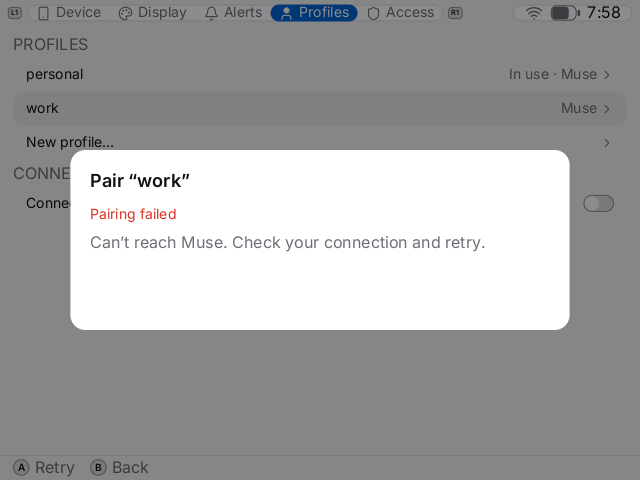 L1 Device Display Alerts Profiles Access R1 7:58
PROFILES
personal In use · Muse
work Muse
New profile...
CONNE
Connec
Pair “work”
Pairing failed
Can’t reach Muse. Check your connection and retry.
A Retry B Back